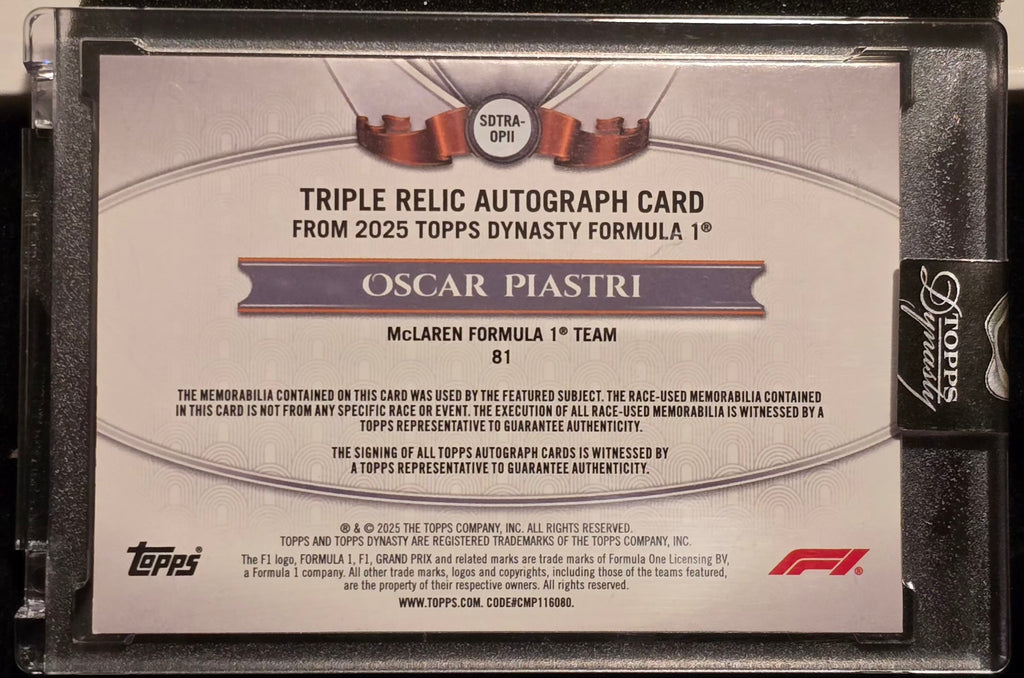 SDTRA-
OPII
TRIPLE RELIC AUTOGRAPH CARD
FROM 2025 TOPPS DYNASTY FORMULA 1®
OSCAR PIASTRI
McLAREN FORMULA 1® TEAM
81
THE MEMORABILIA CONTAINED ON THIS CARD WAS USED BY THE FEATURED SUBJECT. THE RACE-USED MEMORABILIA CONTAINED
IN THIS CARD IS NOT FROM ANY SPECIFIC RACE OR EVENT. THE EXECUTION OF ALL RACE-USED MEMORABILIA IS WITNESSED BY A
TOPPS REPRESENTATIVE TO GUARANTEE AUTHENTICITY.
THE SIGNING OF ALL TOPPS AUTOGRAPH CARDS IS WITNESSED BY
A TOPPS REPRESENTATIVE TO GUARANTEE AUTHENTICITY.
® & © 2025 THE TOPPS COMPANY, INC. ALL RIGHTS RESERVED.
TOPPS AND TOPPS DYNASTY ARE REGISTERED TRADEMARKS OF THE TOPPS COMPANY, INC.
The F1 logo, FORMULA 1, F1, GRAND PRIX and related marks are trade marks of Formula One Licensing BV,
a Formula 1 company. All other trade marks, logos and copyrights, including those of the teams featured,
are the property of their respective owners. All rights reserved.
WWW.TOPPS.COM. CODE#CMP116080.
topps®
F1®
TOPPS
Dynasty